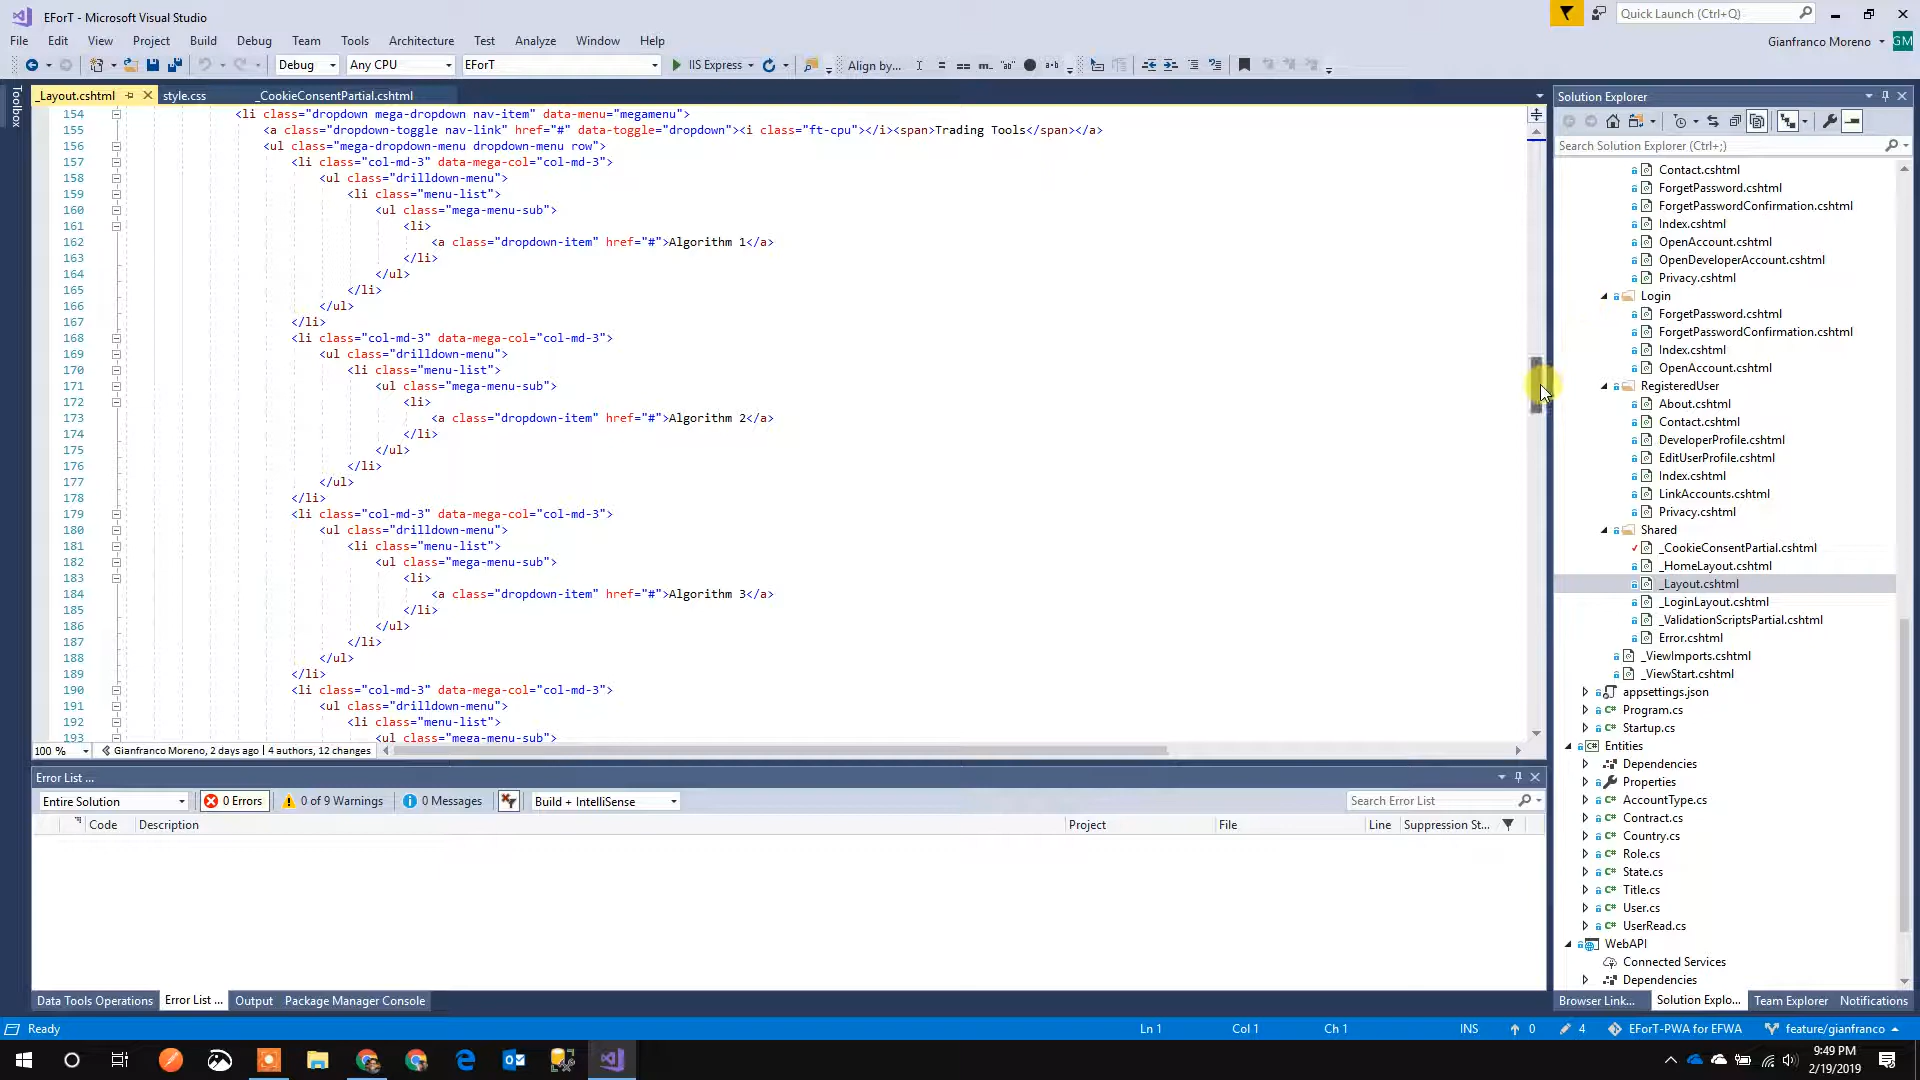 EForT - Microsoft Visual Studio
Quick Launch (Ctrl+Q)
File Edit View Project Build Debug Team Tools Architecture Test Analyze Window Help
Gianfranco Moreno GM
Debug Any CPU EForT IIS Express Align by...
Toolbox
_Layout.cshtml style.css _CookieConsentPartial.cshtml
154 <li class="dropdown mega-dropdown nav-item" data-menu="megamenu">
155 <a class="dropdown-toggle nav-link" href="#" data-toggle="dropdown"><i class="ft-cpu"></i><span>Trading Tools</span></a>
156 <ul class="mega-dropdown-menu dropdown-menu row">
157 <li class="col-md-3" data-mega-col="col-md-3">
158 <ul class="drilldown-menu">
159 <li class="menu-list">
160 <ul class="mega-menu-sub">
161 <li>
162 <a class="dropdown-item" href="#">Algorithm 1</a>
163 </li>
164 </ul>
165 </li>
166 </ul>
167 </li>
168 <li class="col-md-3" data-mega-col="col-md-3">
169 <ul class="drilldown-menu">
170 <li class="menu-list">
171 <ul class="mega-menu-sub">
172 <li>
173 <a class="dropdown-item" href="#">Algorithm 2</a>
174 </li>
175 </ul>
176 </li>
177 </ul>
178 </li>
179 <li class="col-md-3" data-mega-col="col-md-3">
180 <ul class="drilldown-menu">
181 <li class="menu-list">
182 <ul class="mega-menu-sub">
183 <li>
184 <a class="dropdown-item" href="#">Algorithm 3</a>
185 </li>
186 </ul>
187 </li>
188 </ul>
189 </li>
190 <li class="col-md-3" data-mega-col="col-md-3">
191 <ul class="drilldown-menu">
192 <li class="menu-list">
193 <ul class="mega-menu-sub">
100 % Gianfranco Moreno, 2 days ago | 4 authors, 12 changes
Error List ...
Entire Solution 0 Errors 0 of 9 Warnings 0 Messages Build + IntelliSense Search Error List
Code Description Project File Line Suppression St...
Data Tools Operations Error List ... Output Package Manager Console
Solution Explorer
Search Solution Explorer (Ctrl+;)
Contact.cshtml
ForgetPassword.cshtml
ForgetPasswordConfirmation.cshtml
Index.cshtml
OpenAccount.cshtml
OpenDeveloperAccount.cshtml
Privacy.cshtml
Login
ForgetPassword.cshtml
ForgetPasswordConfirmation.cshtml
Index.cshtml
OpenAccount.cshtml
RegisteredUser
About.cshtml
Contact.cshtml
DeveloperProfile.cshtml
EditUserProfile.cshtml
Index.cshtml
LinkAccounts.cshtml
Privacy.cshtml
Shared
_CookieConsentPartial.cshtml
_HomeLayout.cshtml
_Layout.cshtml
_LoginLayout.cshtml
_ValidationScriptsPartial.cshtml
Error.cshtml
_ViewImports.cshtml
_ViewStart.cshtml
appsettings.json
Program.cs
Startup.cs
Entities
Dependencies
Properties
AccountType.cs
Contract.cs
Country.cs
Role.cs
State.cs
Title.cs
User.cs
UserRead.cs
WebAPI
Connected Services
Dependencies
Browser Link... Solution Explo... Team Explorer Notifications
Ready Ln 1 Col 1 Ch 1 INS 0 4 EForT-PWA for EFWA feature/gianfranco
9:49 PM
2/19/2019